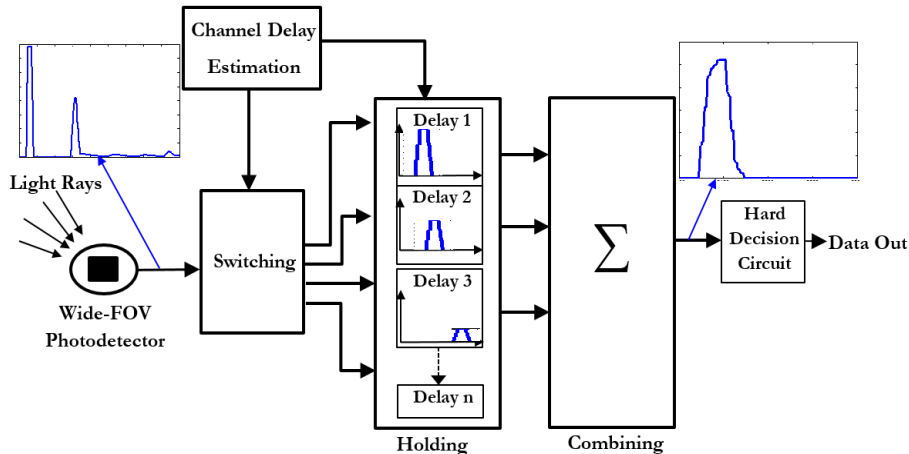 Channel Delay
Estimation
Light Rays
Wide-FOV
Photodetector
Switching
Delay 1
Delay 2
Delay 3
Delay n
Holding
Σ
Combining
Hard
Decision
Circuit
Data Out